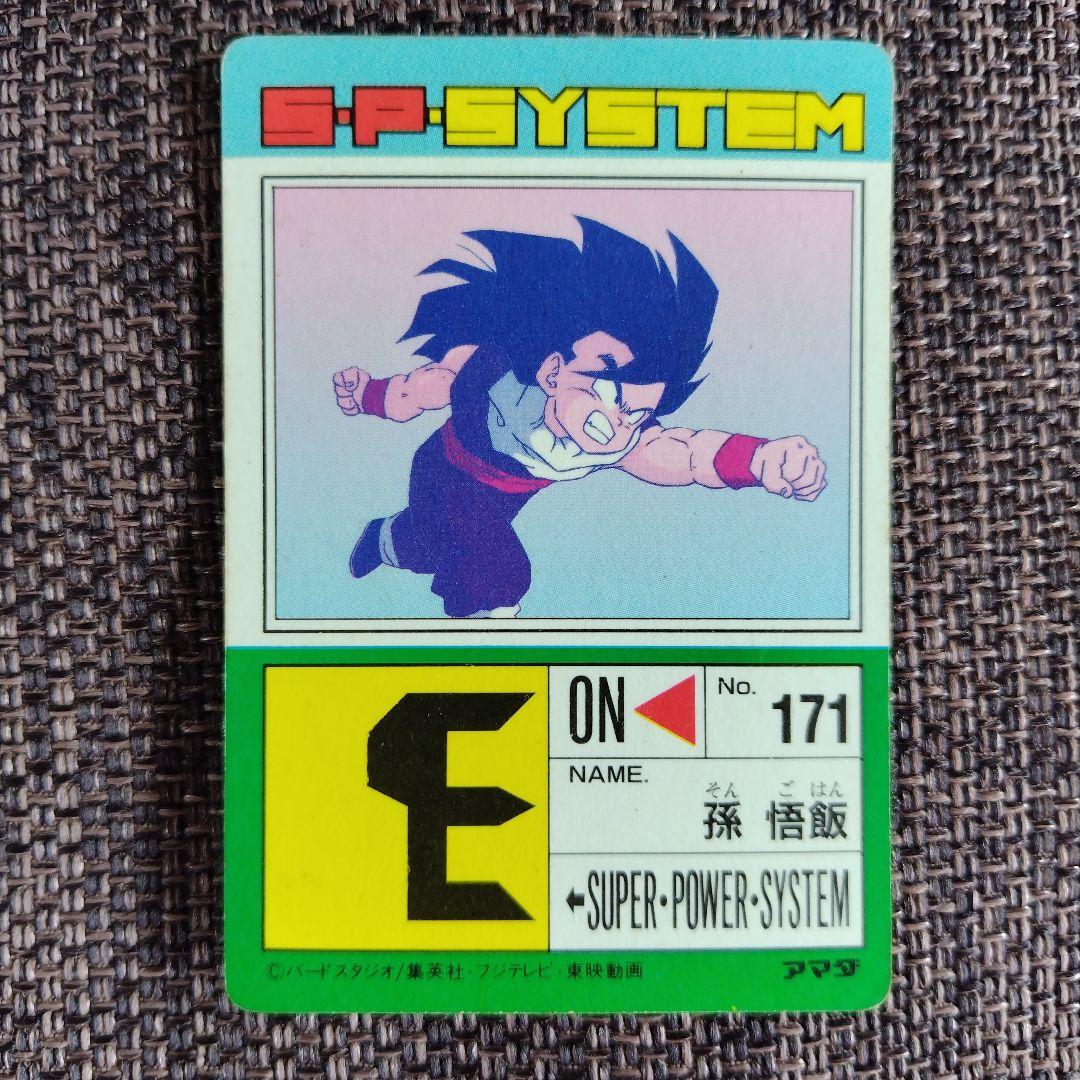 S·P·SYSTEM
E
ON
No.
171
NAME.
そん ご はん
孫 悟飯
←SUPER·POWER·SYSTEM
©バードスタジオ/集英社・フジテレビ・東映動画
アマダ